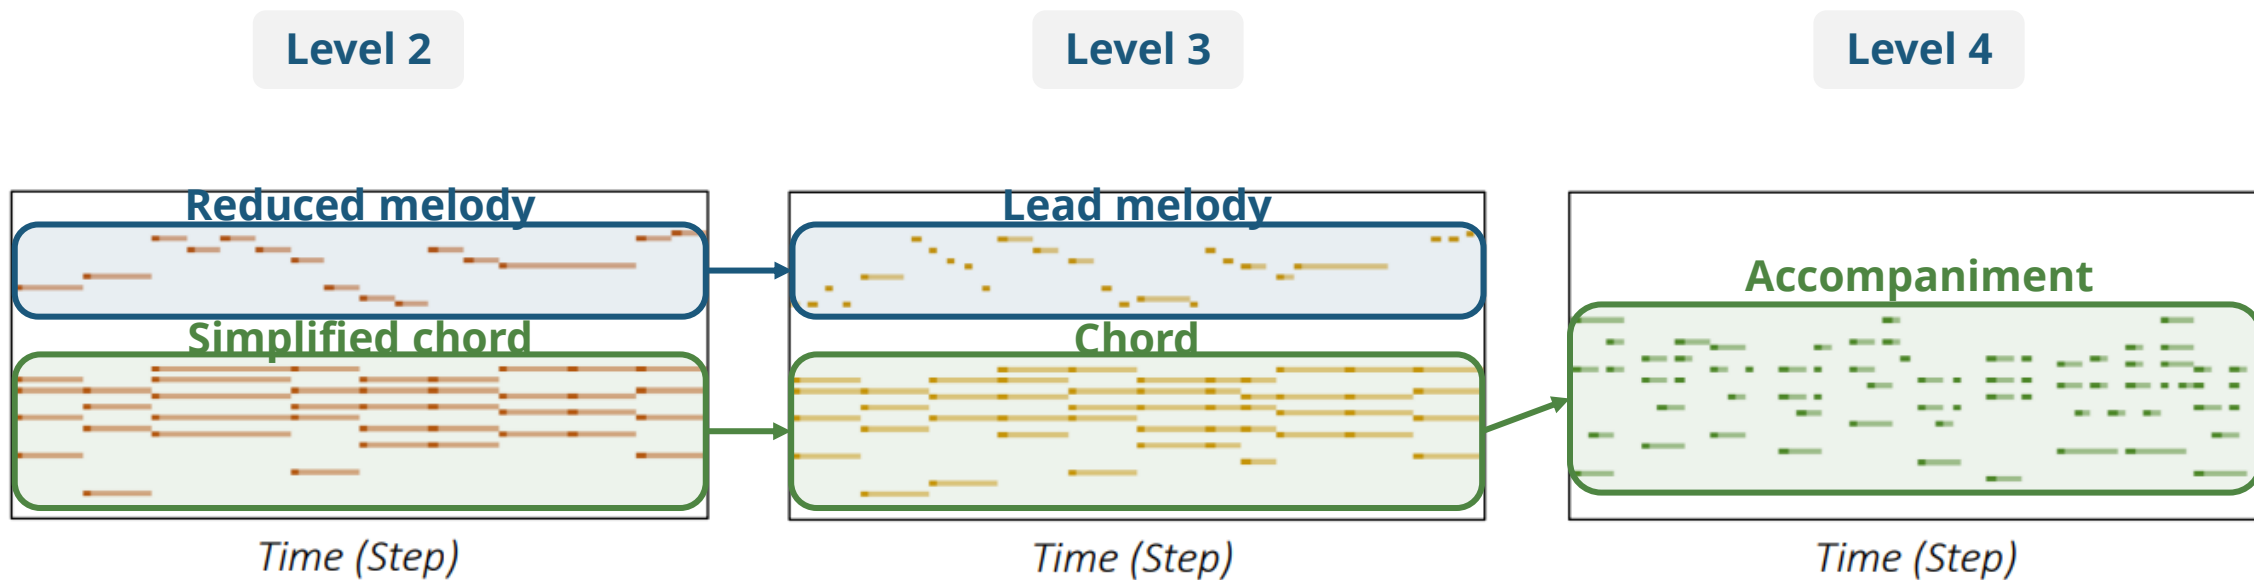 Level 2
Level 3
Level 4
Reduced melody
Lead melody
Accompaniment
Simplified chord
Chord
Time (Step)
Time (Step)
Time (Step)